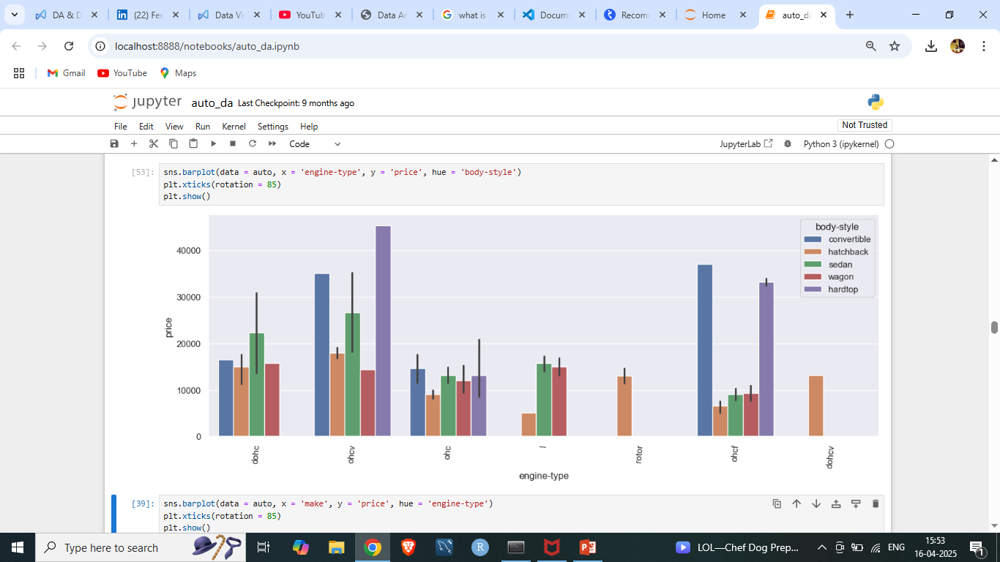 DA & D
(22) Fee
Data Vi
YouTub
Data Ar
what is
Docum
Recom
Home
auto_da
localhost:8888/notebooks/auto_da.ipynb
Gmail YouTube Maps
jupyter auto_da Last Checkpoint: 9 months ago
File Edit View Run Kernel Settings Help
Not Trusted
Code
JupyterLab Python 3 (ipykernel)
[53]: sns.barplot(data = auto, x = 'engine-type', y = 'price', hue = 'body-style')
plt.xticks(rotation = 85)
plt.show()
body-style
convertible
hatchback
sedan
wagon
hardtop
price
40000
30000
20000
10000
0
dohc ohcv ohc l rotor ohcf dohcv
engine-type
[39]: sns.barplot(data = auto, x = 'make', y = 'price', hue = 'engine-type')
plt.xticks(rotation = 85)
plt.show()
Type here to search
LOL—Chef Dog Prep...
ENG
15:53
16-04-2025
1